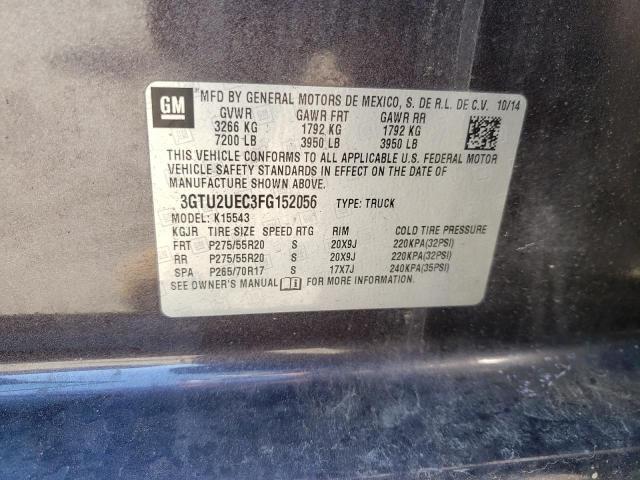 GM
MFD BY GENERAL MOTORS DE MEXICO, S. DE R.L. DE C.V. 10/14
GVWR GAWR FRT GAWR RR
3266 KG 1792 KG 1792 KG
7200 LB 3950 LB 3950 LB
THIS VEHICLE CONFORMS TO ALL APPLICABLE U.S. FEDERAL MOTOR
VEHICLE SAFETY STANDARDS IN EFFECT ON THE DATE OF
MANUFACTURE SHOWN ABOVE.
3GTU2UEC3FG152056 TYPE: TRUCK
MODEL: K15543
KGJR TIRE SIZE SPEED RTG RIM COLD TIRE PRESSURE
FRT P275/55R20 S 20X9J 220KPA(32PSI)
RR P275/55R20 S 20X9J 220KPA(32PSI)
SPA P265/70R17 S 17X7J 240KPA(35PSI)
SEE OWNER'S MANUAL FOR MORE INFORMATION.